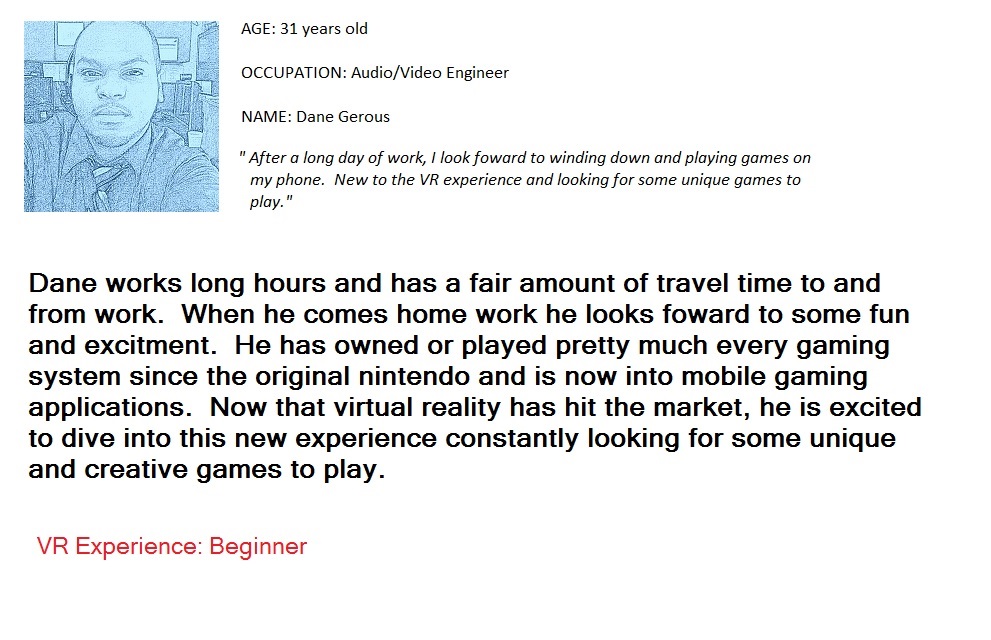 AGE: 31 years old
OCCUPATION: Audio/Video Engineer
NAME: Dane Gerous
" After a long day of work, I look foward to winding down and playing games on
my phone.  New to the VR experience and looking for some unique games to
play."
Dane works long hours and has a fair amount of travel time to and
from work.  When he comes home work he looks foward to some fun
and excitment.  He has owned or played pretty much every gaming
system since the original nintendo and is now into mobile gaming
applications.  Now that virtual reality has hit the market, he is excited
to dive into this new experience constantly looking for some unique
and creative games to play.
VR Experience: Beginner